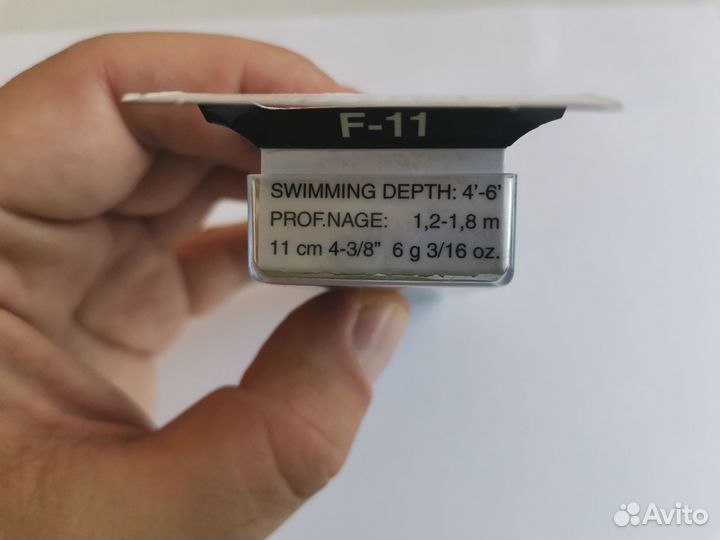 F-11
SWIMMING DEPTH: 4'-6'
PROF.NAGE: 1,2-1,8 m
11 cm 4-3/8" 6 g 3/16 oz.
Avito